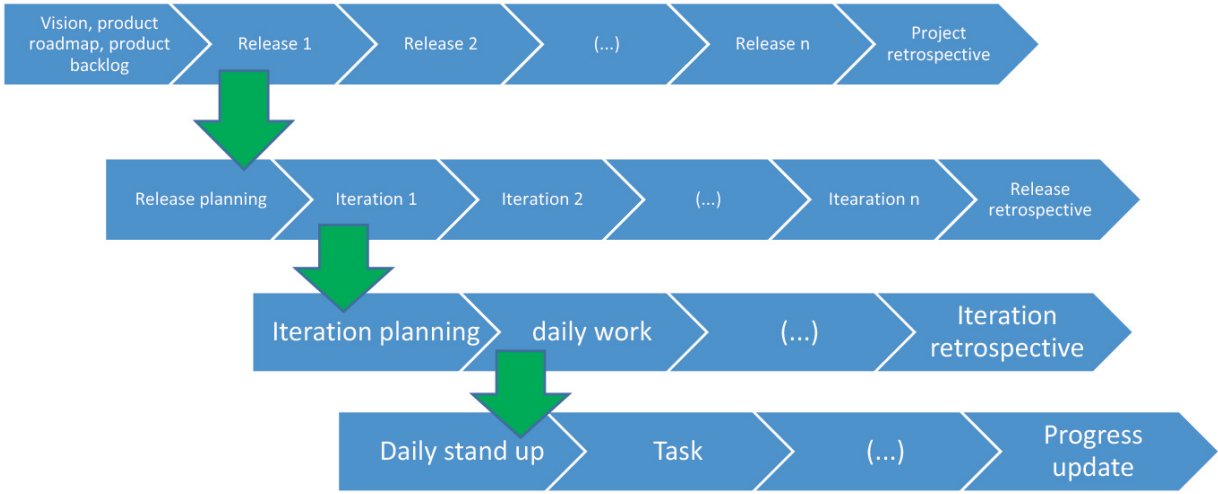 Vision, product
roadmap, product
backlog
Release 1
Release 2
(...)
Release n
Project
retrospective
Release planning
Iteration 1
Iteration 2
(...)
Itearation n
Release
retrospective
Iteration planning
daily work
(...)
Iteration
retrospective
Daily stand up
Task
(...)
Progress
update